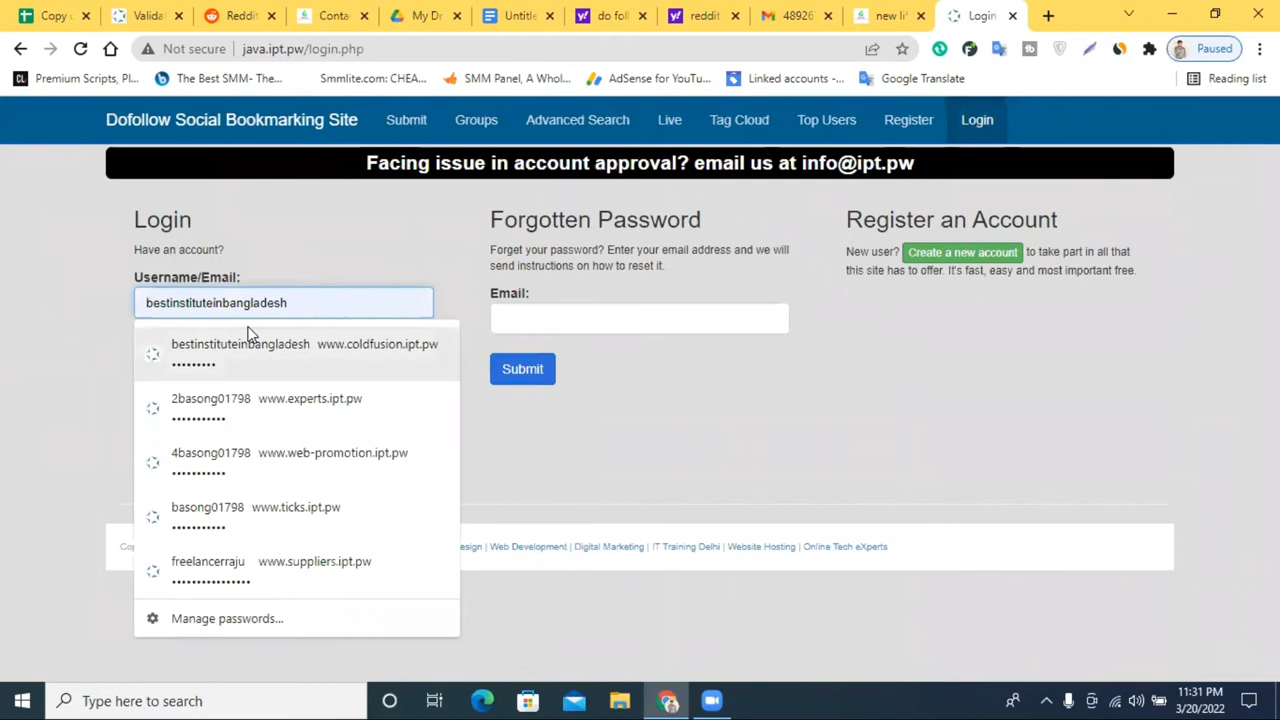 Copy u
Validat
Reddit
Conta
My Dr
Untitle
do foll
reddit
48926
new li
Login
Not secure
java.ipt.pw/login.php
Paused
Premium Scripts, Pl...
The Best SMM- The...
Smmlite.com: CHEA...
SMM Panel, A Whol...
AdSense for YouTu...
Linked accounts -...
Google Translate
Reading list
Dofollow Social Bookmarking Site
Submit
Groups
Advanced Search
Live
Tag Cloud
Top Users
Register
Login
Facing issue in account approval? email us at info@ipt.pw
Login
Have an account?
Username/Email:
bestinstituteinbangladesh
bestinstituteinbangladesh www.coldfusion.ipt.pw
•••••••••
2basong01798 www.experts.ipt.pw
•••••••••••
4basong01798 www.web-promotion.ipt.pw
•••••••••••
basong01798 www.ticks.ipt.pw
•••••••••••
freelancerraju www.suppliers.ipt.pw
••••••••••••••••
Manage passwords...
Forgotten Password
Forget your password? Enter your email address and we will
send instructions on how to reset it.
Email:
Submit
Register an Account
New user? Create a new account to take part in all that
this site has to offer. It's fast, easy and most important free.
Cop
esign | Web Development | Digital Marketing | IT Training Delhi | Website Hosting | Online Tech eXperts
Type here to search
11:31 PM
3/20/2022